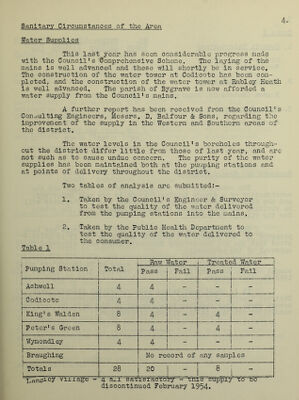 4.
Sanitary Circumstances of the Area
Water Supplies
This last year has seen considerable progress made
with the Council's Comprehensive Scheme. The laying of the
mains is well advanced and these will shortly be in service.
The construction of the water tower at Codicote has been com-
pleted, and the construction of the water tower at Rabley Heath
is well advanced. The parish of Bygrave is now afforded a
water supply from the Council's mains.
A further report has been received from the Council's
Consulting Engineers, Messrs. D. Balfour & Sons, regarding the
improvement of the supply in the Western and Southern areas of
the district.
The water levels in the Council's boreholes through-
out the district differ little from those of last year, and are
not such as to cause undue concern. The purity of the water
supplies has been maintained both at the pumping stations and
at points of delivery throughout the district.
Two tables of analysis are submitted:-
1. Taken by the Council's Engineer & Surveyor
to test the quality of the water delivered
from the pumping stations into the mains.
2. Taken by the Public Health Department to
test the quality of the water delivered to
the consumer.
Table 1
Raw Water Treated Water
Pumping Station Total Pass Fail Pass Fail
Ashwell 4 4 - - -
Codicote 4 4 - - -
King's Walden 8 4 - 4 -
Peter's Green 8 4 - 4 -
Wymondley 4 4 - - -
Braughing No record of any samples
Totals 28 20 - 8 -
Langley Village - 4 all satisfactory - this supply to be
discontinued February 1954.